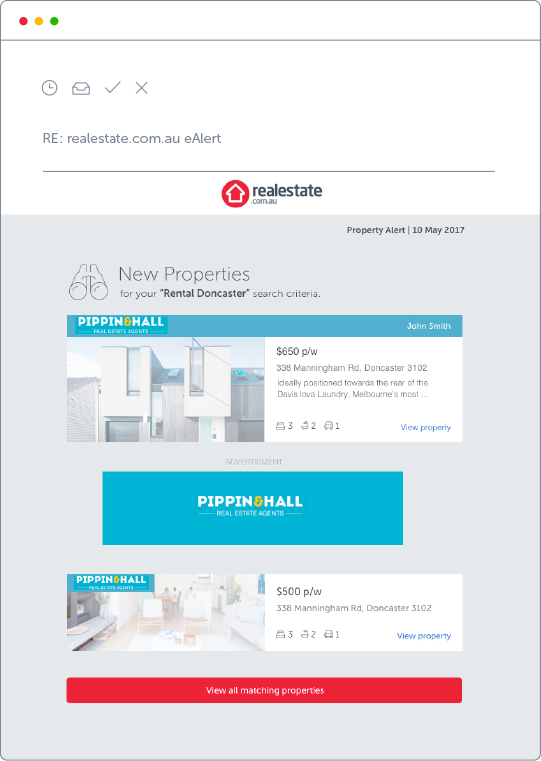 RE: realestate.com.au eAlert
realestate
.com.au
Property Alert | 10 May 2017
New Properties
for your "Rental Doncaster" search criteria.
PIPPIN&HALL
REAL ESTATE AGENTS
John Smith
$650 p/w
338 Manningham Rd, Doncaster 3102
Ideally positioned towards the rear of the
Davis lova Laundry, Melbourne's most ...
3 2 1
View property
ADVERTISMENT
PIPPIN&HALL
REAL ESTATE AGENTS
PIPPIN&HALL
REAL ESTATE AGENTS
$500 p/w
338 Manningham Rd, Doncaster 3102
3 2 1
View property
View all matching properties